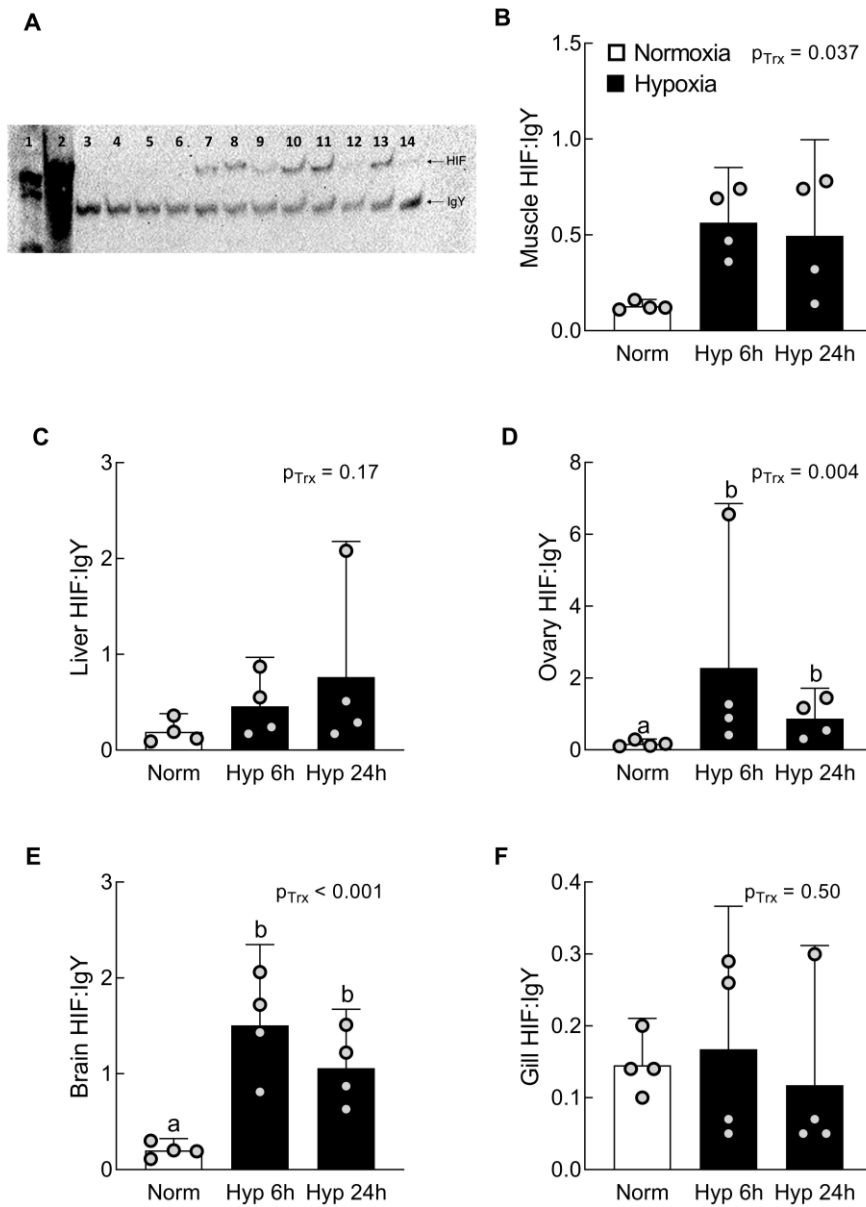 A
1 2 3 4 5 6 7 8 9 10 11 12 13 14
HIF
IgY
B
Muscle HIF:IgY
1.5
1.0
0.5
0.0
Normoxia
Hypoxia
pTrx = 0.037
Norm Hyp 6h Hyp 24h
C
Liver HIF:IgY
3
2
1
0
pTrx = 0.17
Norm Hyp 6h Hyp 24h
D
Ovary HIF:IgY
8
6
4
2
0
pTrx = 0.004
a
b
b
Norm Hyp 6h Hyp 24h
E
Brain HIF:IgY
3
2
1
0
pTrx < 0.001
a
b
b
Norm Hyp 6h Hyp 24h
F
Gill HIF:IgY
0.4
0.3
0.2
0.1
0.0
pTrx = 0.50
Norm Hyp 6h Hyp 24h